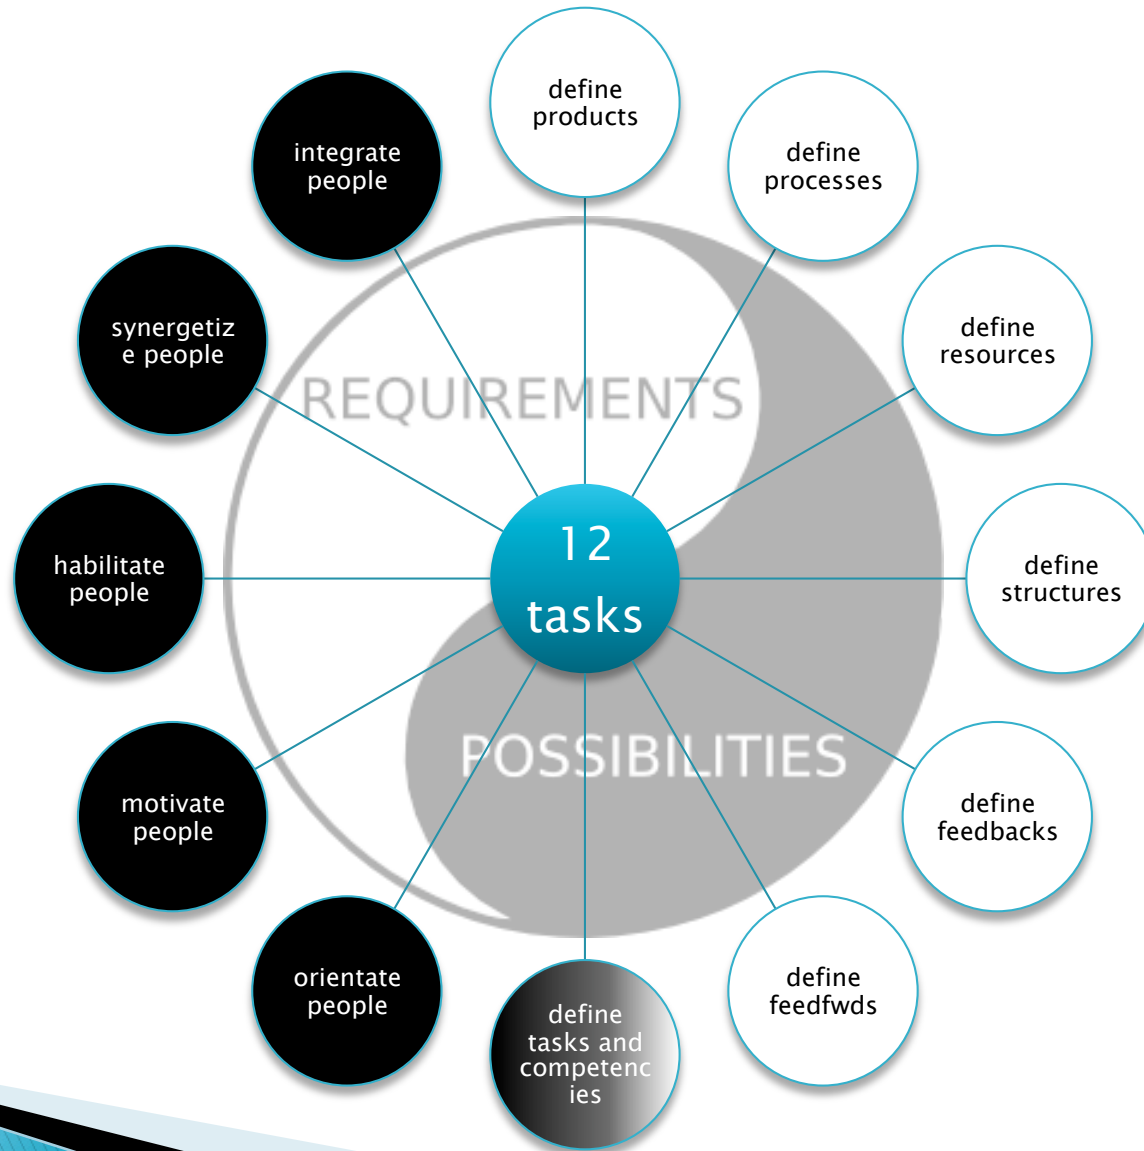 define
products
define
processes
define
resources
define
structures
define
feedbacks
define
feedfwds
define
tasks and
competenc
ies
orientate
people
motivate
people
habilitate
people
synergetiz
e people
integrate
people
REQUIREMENTS
12
tasks
POSSIBILITIES